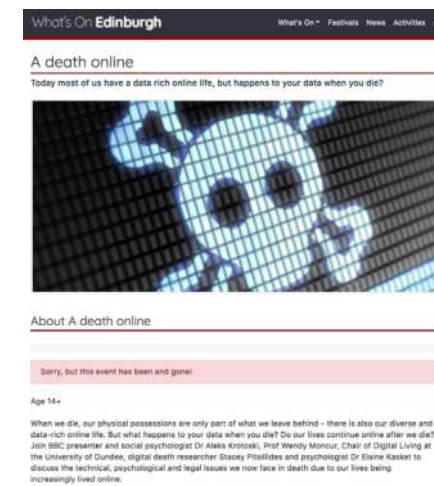 What's On Edinburgh
What's On Festivals News Activities
A death online
Today most of us have a data rich online life, but happens to your data when you die?
About A death online
Sorry, but this event has been and gone!
Age 14+
When we die, our physical possessions are only part of what we leave behind – there is also our diverse and
data-rich online life. But what happens to your data when you die? Do our lives continue online after we die?
Join BBC presenter and social psychologist Dr Aleks Krotoski, Prof Wendy Moncur, Chair of Digital Living at
the University of Dundee, digital death researcher Stacey Pitsillides and psychologist Dr Elaine Kasket to
discuss the technical, psychological and legal issues we now face in death due to our lives being
increasingly lived online.